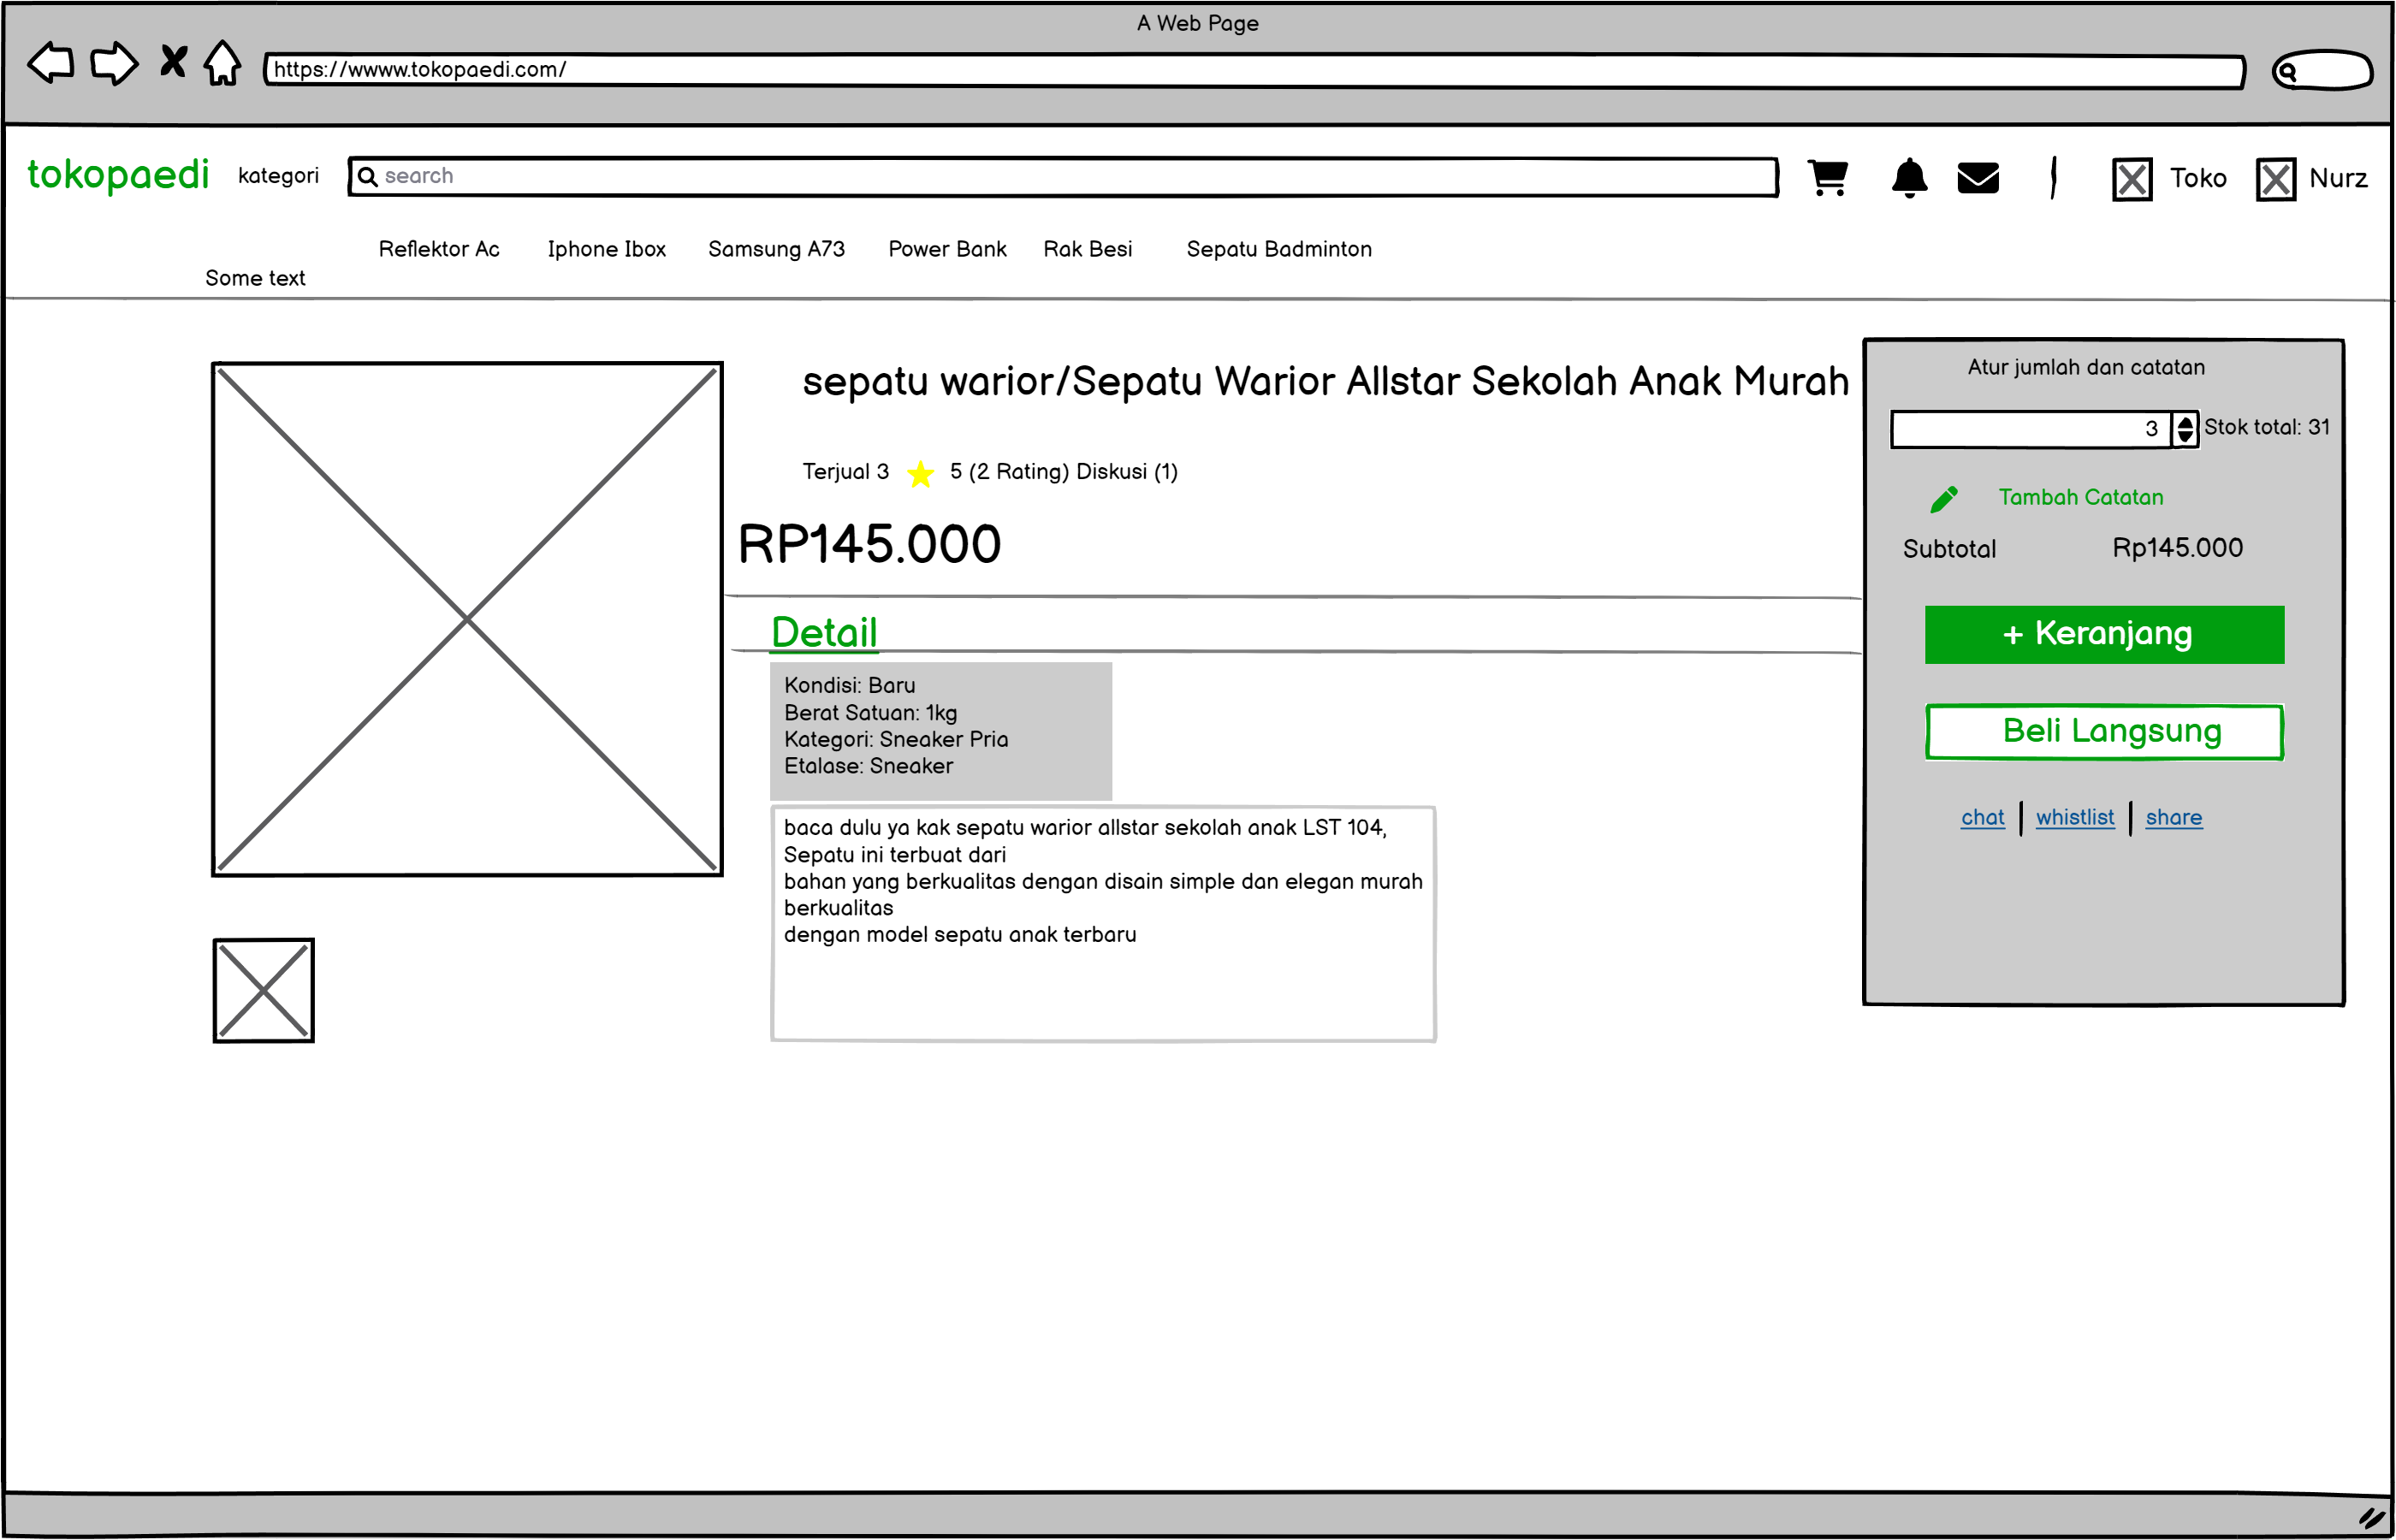 A Web Page
https://wwww.tokopaedi.com/
tokopaedi kategori search Toko Nurz
Reflektor Ac Iphone Ibox Samsung A73 Power Bank Rak Besi Sepatu Badminton
Some text
sepatu warior/Sepatu Warior Allstar Sekolah Anak Murah
Terjual 3 5 (2 Rating) Diskusi (1)
RP145.000
Detail
Kondisi: Baru
Berat Satuan: 1kg
Kategori: Sneaker Pria
Etalase: Sneaker
baca dulu ya kak sepatu warior allstar sekolah anak LST 104,
Sepatu ini terbuat dari
bahan yang berkualitas dengan disain simple dan elegan murah
berkualitas
dengan model sepatu anak terbaru
Atur jumlah dan catatan
3 Stok total: 31
Tambah Catatan
Subtotal Rp145.000
+ Keranjang
Beli Langsung
chat whistlist share